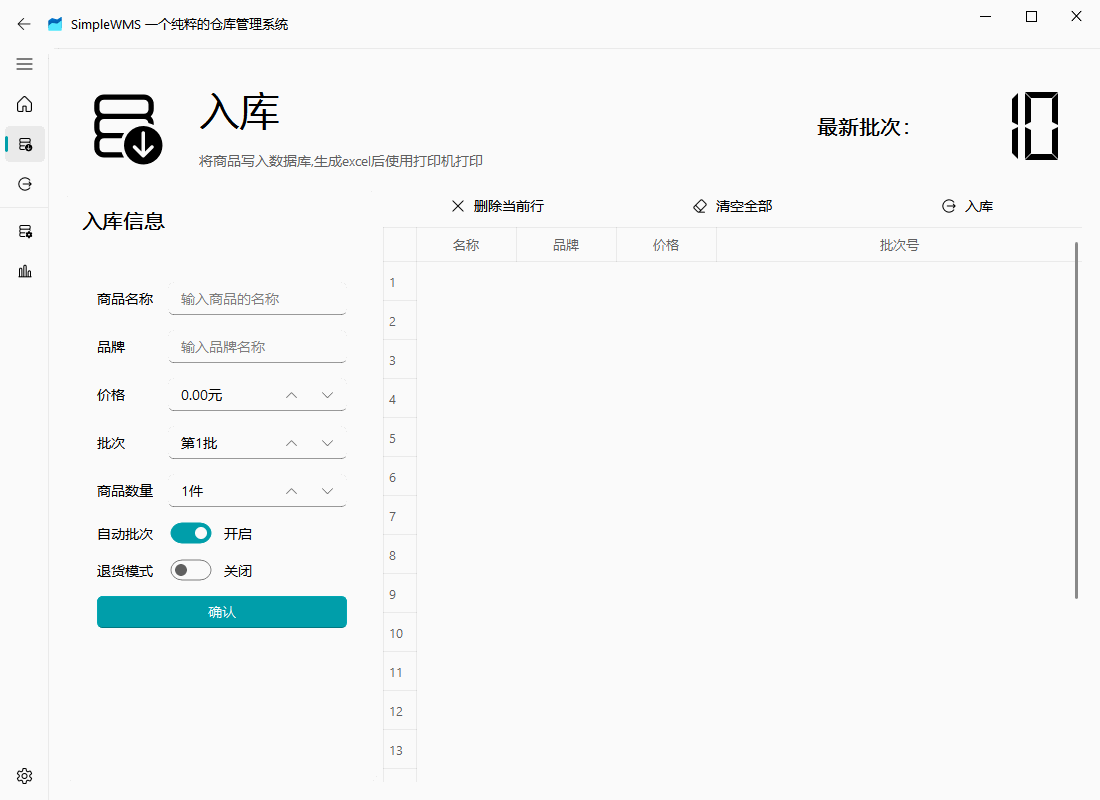 SimpleWMS 一个纯粹的仓库管理系统
入库
将商品写入数据库,生成excel后使用打印机打印
最新批次：
10
入库信息
商品名称 输入商品的名称
品牌 输入品牌名称
价格 0.00元
批次 第1批
商品数量 1件
自动批次 开启
退货模式 关闭
确认
删除当前行 清空全部 入库
名称 品牌 价格 批次号
1
2
3
4
5
6
7
8
9
10
11
12
13